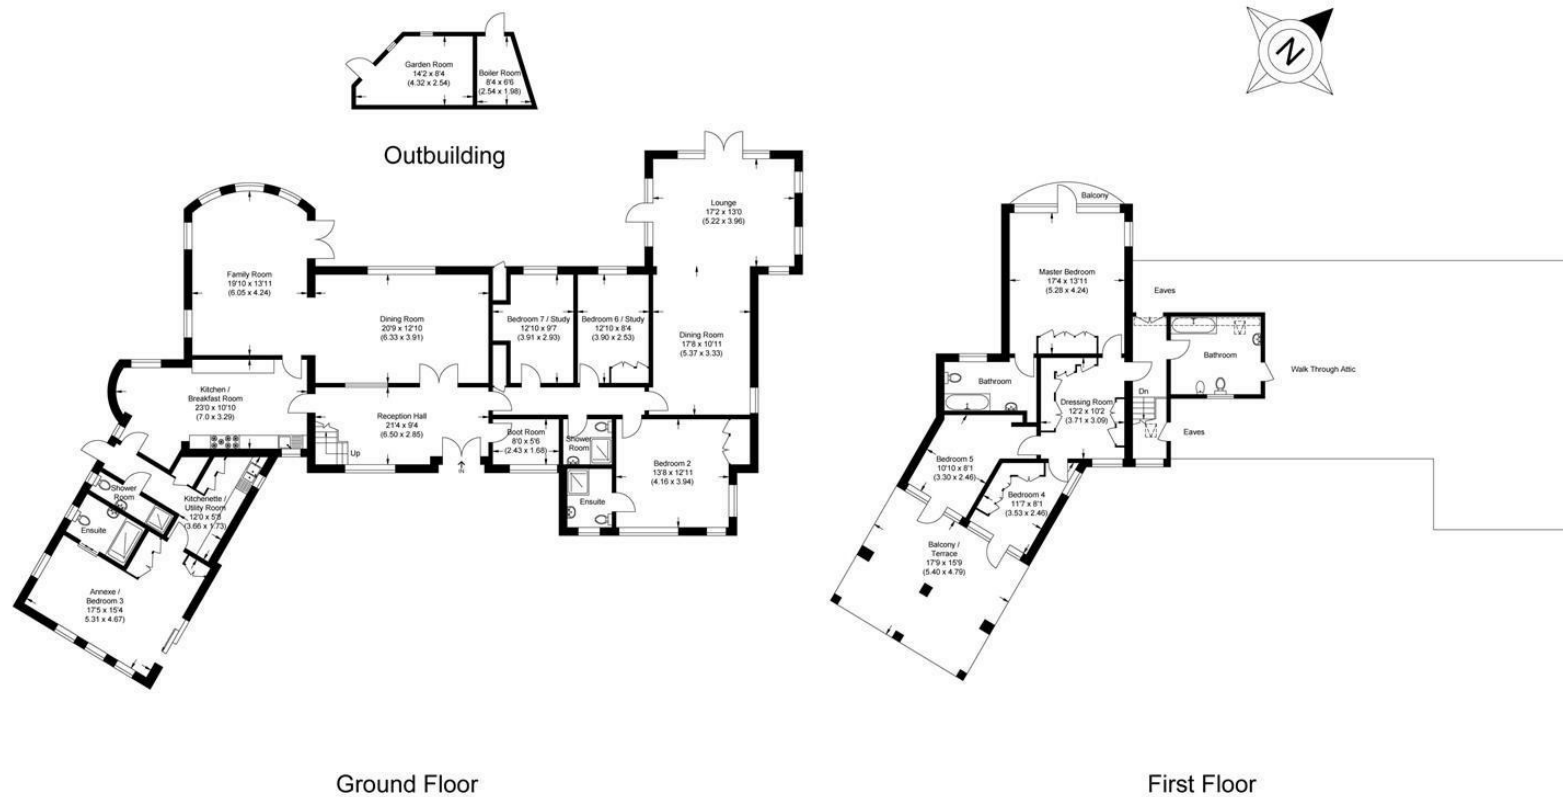 Garden Room
14'2 x 8'4
(4.32 x 2.54)
Boiler Room
8'4 x 6'6
(2.54 x 1.98)
Outbuilding
N
Lounge
17'2 x 13'0
(5.22 x 3.96)
Family Room
19'10 x 13'11
(6.05 x 4.24)
Dining Room
20'9 x 12'10
(6.33 x 3.91)
Bedroom 7 / Study
12'10 x 9'7
(3.91 x 2.93)
Bedroom 6 / Study
12'10 x 8'4
(3.90 x 2.53)
Dining Room
17'8 x 10'11
(5.37 x 3.33)
Kitchen /
Breakfast Room
23'0 x 10'10
(7.0 x 3.29)
Reception Hall
21'4 x 9'4
(6.50 x 2.85)
Up
IN
Boot Room
8'0 x 5'6
(2.43 x 1.68)
Shower
Room
Bedroom 2
13'8 x 12'11
(4.16 x 3.94)
Ensuite
Shower
Room
Kitchenette /
Utility Room
12'0 x 5'8
(3.66 x 1.73)
Ensuite
Annexe /
Bedroom 3
17'5 x 15'4
5.31 x 4.67)
Ground Floor
Balcony
Master Bedroom
17'4 x 13'11
(5.28 x 4.24)
Eaves
Bathroom
Walk Through Attic
Bathroom
Dressing Room
12'2 x 10'2
(3.71 x 3.09)
Dn
Eaves
Bedroom 5
10'10 x 8'1
(3.30 x 2.46)
Bedroom 4
11'7 x 8'1
(3.53 x 2.46)
Balcony /
Terrace
17'9 x 15'9
(5.40 x 4.79)
First Floor